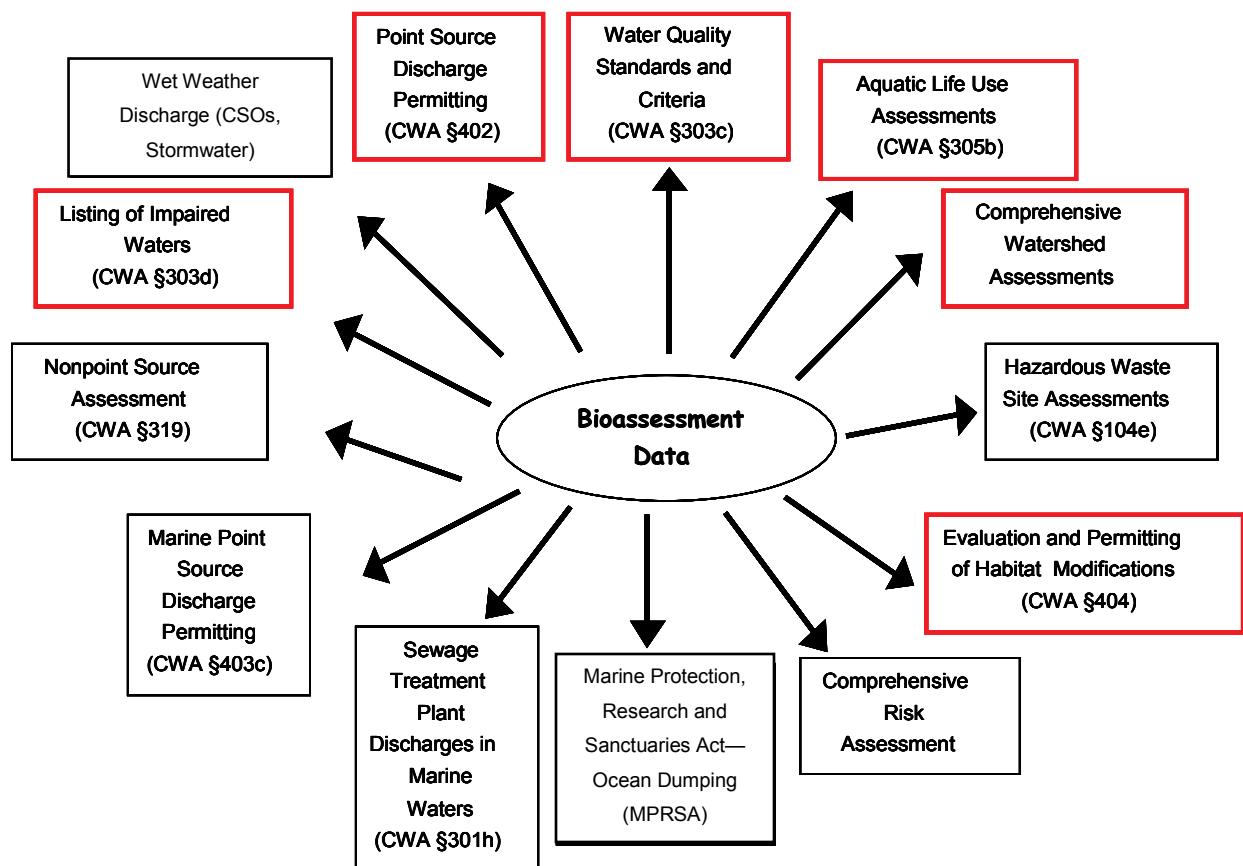 Point Source
Discharge
Permitting
(CWA §402)
Water Quality
Standards and
Criteria
(CWA §303c)
Aquatic Life Use
Assessments
(CWA §305b)
Wet Weather
Discharge (CSOs,
Stormwater)
Listing of Impaired
Waters
(CWA §303d)
Comprehensive
Watershed
Assessments
Nonpoint Source
Assessment
(CWA §319)
Bioassessment
Data
Hazardous Waste
Site Assessments
(CWA §104e)
Marine Point
Source
Discharge
Permitting
(CWA §403c)
Evaluation and Permitting
of Habitat Modifications
(CWA §404)
Sewage
Treatment
Plant
Discharges in
Marine
Waters
(CWA §301h)
Marine Protection,
Research and
Sanctuaries Act—
Ocean Dumping
(MPRSA)
Comprehensive
Risk
Assessment